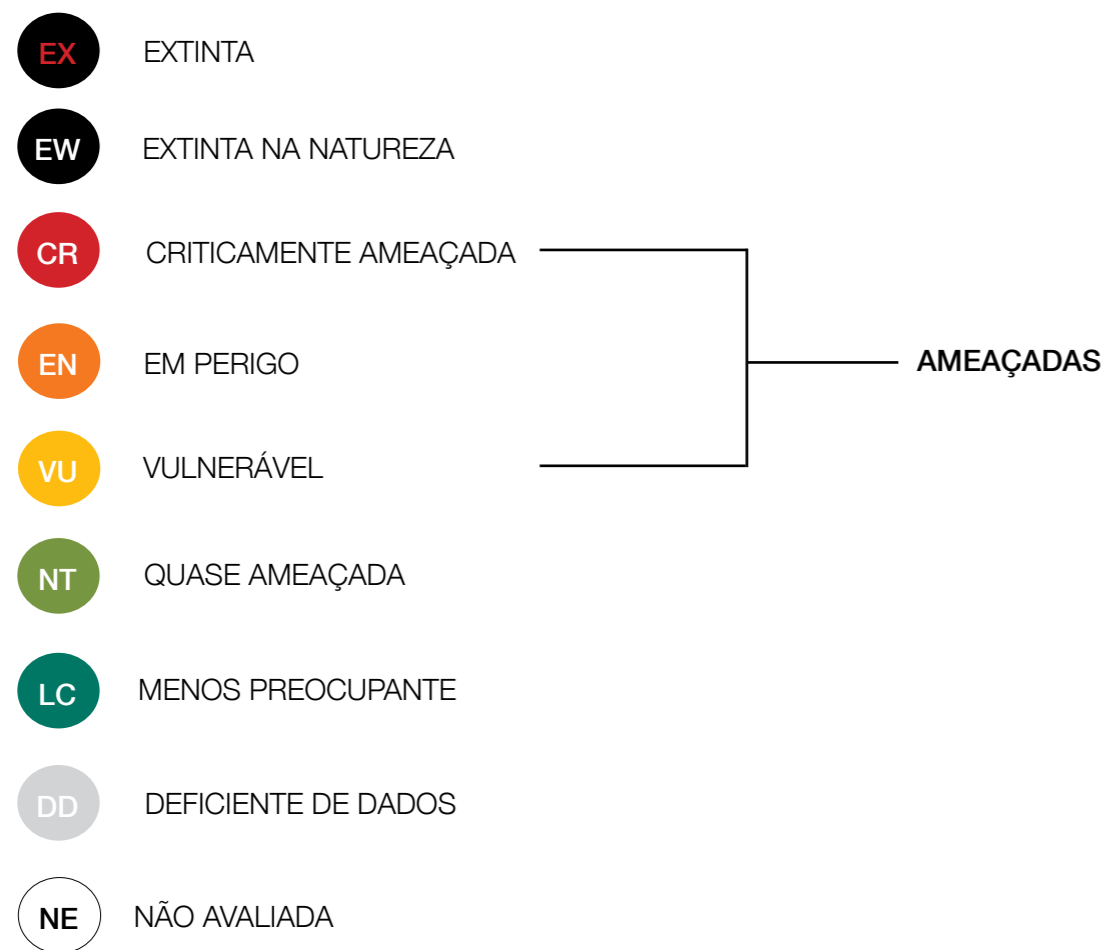 EX EXTINTA
EW EXTINTA NA NATUREZA
CR CRITICAMENTE AMEAÇADA
EN EM PERIGO
AMEAÇADAS
VU VULNERÁVEL
NT QUASE AMEAÇADA
LC MENOS PREOCUPANTE
DD DEFICIENTE DE DADOS
NE NÃO AVALIADA